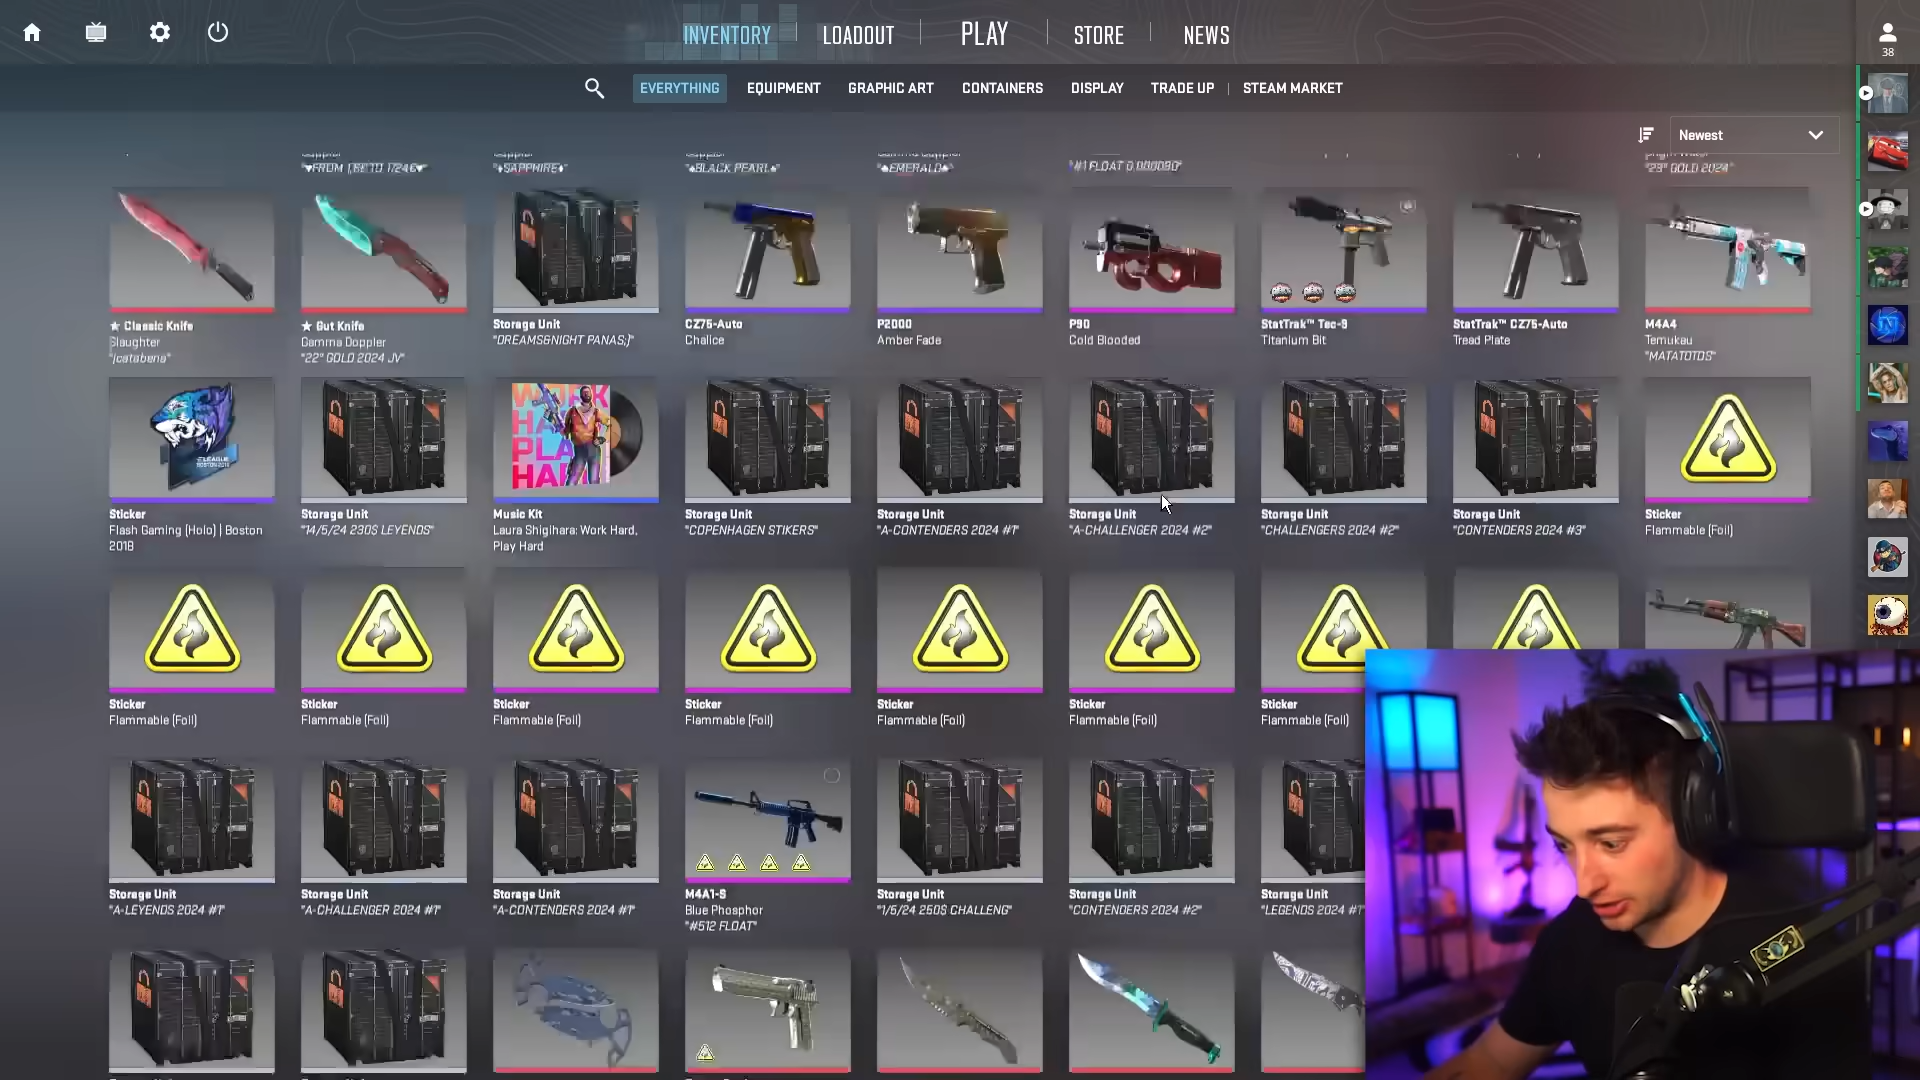 INVENTORY
LOADOUT
PLAY
STORE
NEWS
38
EVERYTHING
EQUIPMENT
GRAPHIC ART
CONTAINERS
DISPLAY
TRADE UP
STEAM MARKET
Newest
"♦SAPPHIRE♦"
"♠BLACK PEARL♠"
"♣EMERALD♣"
"23" GOLD 2024"
★ Classic Knife
Slaughter
"jcatabena"
★ Gut Knife
Gamma Doppler
"22" GOLD 2024 JV"
Storage Unit
"DREAMS&NIGHT PANAS;)"
CZ75-Auto
Chalice
P2000
Amber Fade
P90
Cold Blooded
StatTrak™ Tec-9
Titanium Bit
StatTrak™ CZ75-Auto
Tread Plate
M4A4
Temukau
"MATATOTOS"
Sticker
Flash Gaming (Holo) | Boston
2018
Storage Unit
"14/5/24 230$ LEYENDS"
Music Kit
Laura Shigihara: Work Hard,
Play Hard
Storage Unit
"COPENHAGEN STIKERS"
Storage Unit
"A-CONTENDERS 2024 #1"
Storage Unit
"A-CHALLENGER 2024 #2"
Storage Unit
"CHALLENGERS 2024 #2"
Storage Unit
"CONTENDERS 2024 #3"
Sticker
Flammable (Foil)
Sticker
Flammable (Foil)
Sticker
Flammable (Foil)
Sticker
Flammable (Foil)
Sticker
Flammable (Foil)
Sticker
Flammable (Foil)
Sticker
Flammable (Foil)
Sticker
Flammable (Foil)
Storage Unit
"A-LEYENDS 2024 #1"
Storage Unit
"A-CHALLENGER 2024 #1"
Storage Unit
"A-CONTENDERS 2024 #1"
M4A1-S
Blue Phosphor
"#512 FLOAT"
Storage Unit
"1/5/24 250$ CHALLENG"
Storage Unit
"CONTENDERS 2024 #2"
Storage Unit
"LEGENDS 2024 #1"